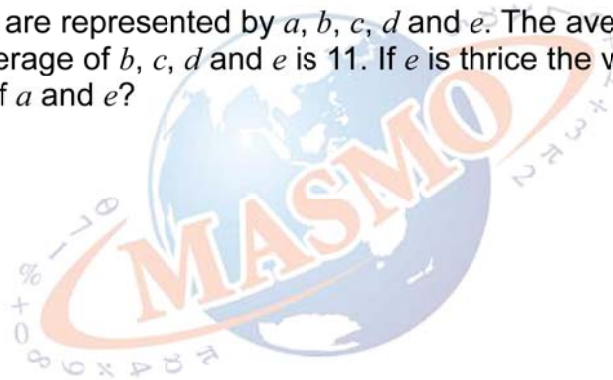 are represented by a, b, c, d and e. The ave
erage of b, c, d and e is 11. If e is thrice the v
f a and e?
MASMO